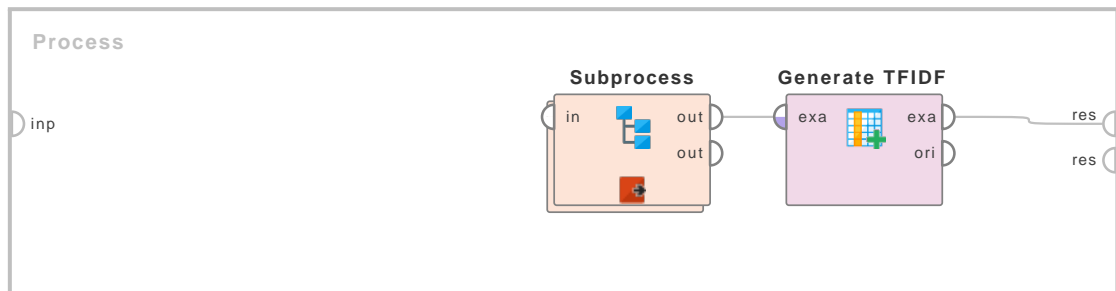 Process
inp
Subprocess
in
out
out
Generate TFIDF
exa
exa
ori
res
res